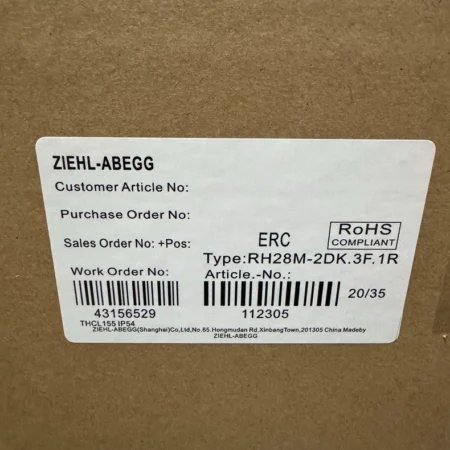 ZIEHL-ABEGG
Customer Article No:
Purchase Order No:
Sales Order No: +Pos: ERC
RoHS
COMPLIANT
Type:RH28M-2DK.3F.1R
Work Order No: Article.-No.:
20/35
43156529 112305
THCL155 IP54
ZIEHL-ABEGG(Shanghai)Co,Ltd,No.85.Hongmudan Rd,XinbangTown,201305 China Madeby
ZIEHL-ABEGG